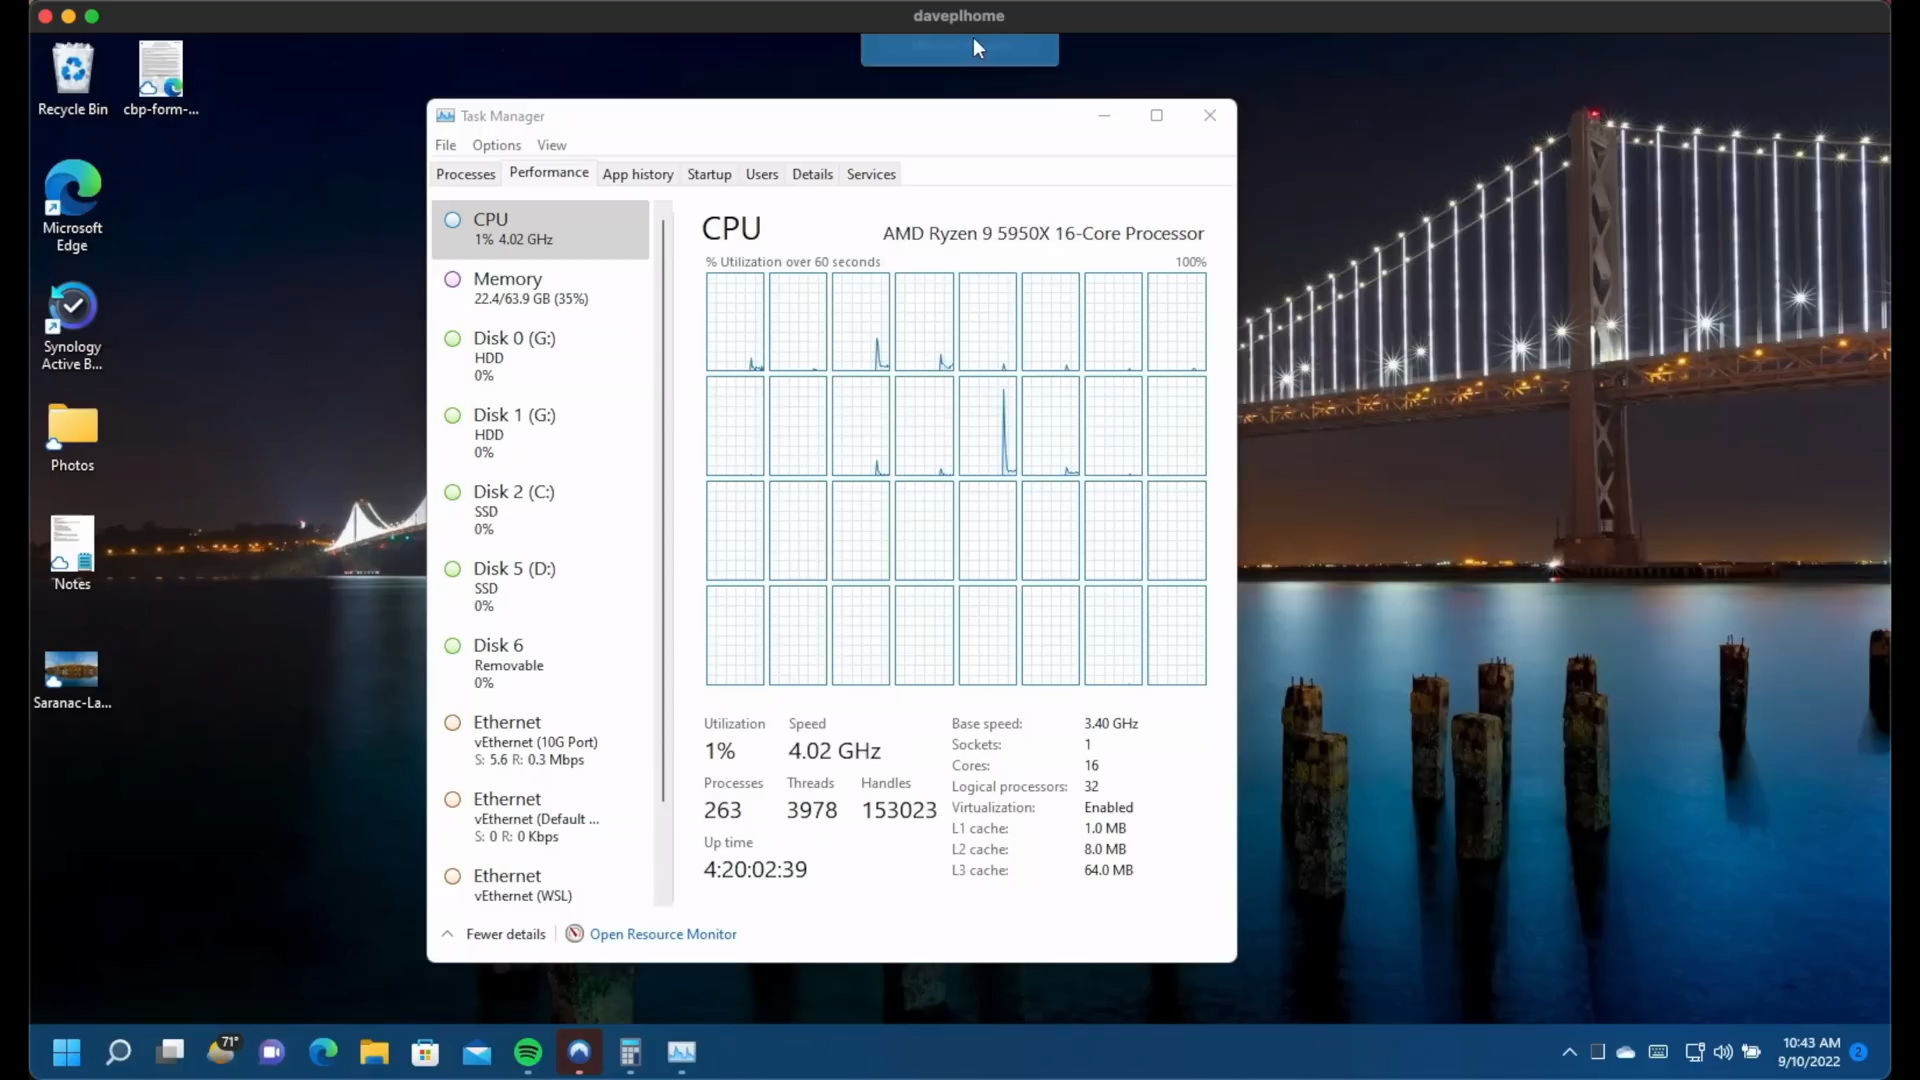 daveplhome
Recycle Bin
cbp-form-...
Microsoft
Edge
Synology
Active B...
Photos
Notes
Saranac-La...
Task Manager
File Options View
Processes Performance App history Startup Users Details Services
CPU
1% 4.02 GHz
Memory
22.4/63.9 GB (35%)
Disk 0 (G:)
HDD
0%
Disk 1 (G:)
HDD
0%
Disk 2 (C:)
SSD
0%
Disk 5 (D:)
SSD
0%
Disk 6
Removable
0%
Ethernet
vEthernet (10G Port)
S: 5.6 R: 0.3 Mbps
Ethernet
vEthernet (Default ...
S: 0 R: 0 Kbps
Ethernet
vEthernet (WSL)
CPU AMD Ryzen 9 5950X 16-Core Processor
% Utilization over 60 seconds 100%
Utilization Speed
1% 4.02 GHz
Processes Threads Handles
263 3978 153023
Up time
4:20:02:39
Base speed: 3.40 GHz
Sockets: 1
Cores: 16
Logical processors: 32
Virtualization: Enabled
L1 cache: 1.0 MB
L2 cache: 8.0 MB
L3 cache: 64.0 MB
Fewer details Open Resource Monitor
71°
10:43 AM
9/10/2022
2